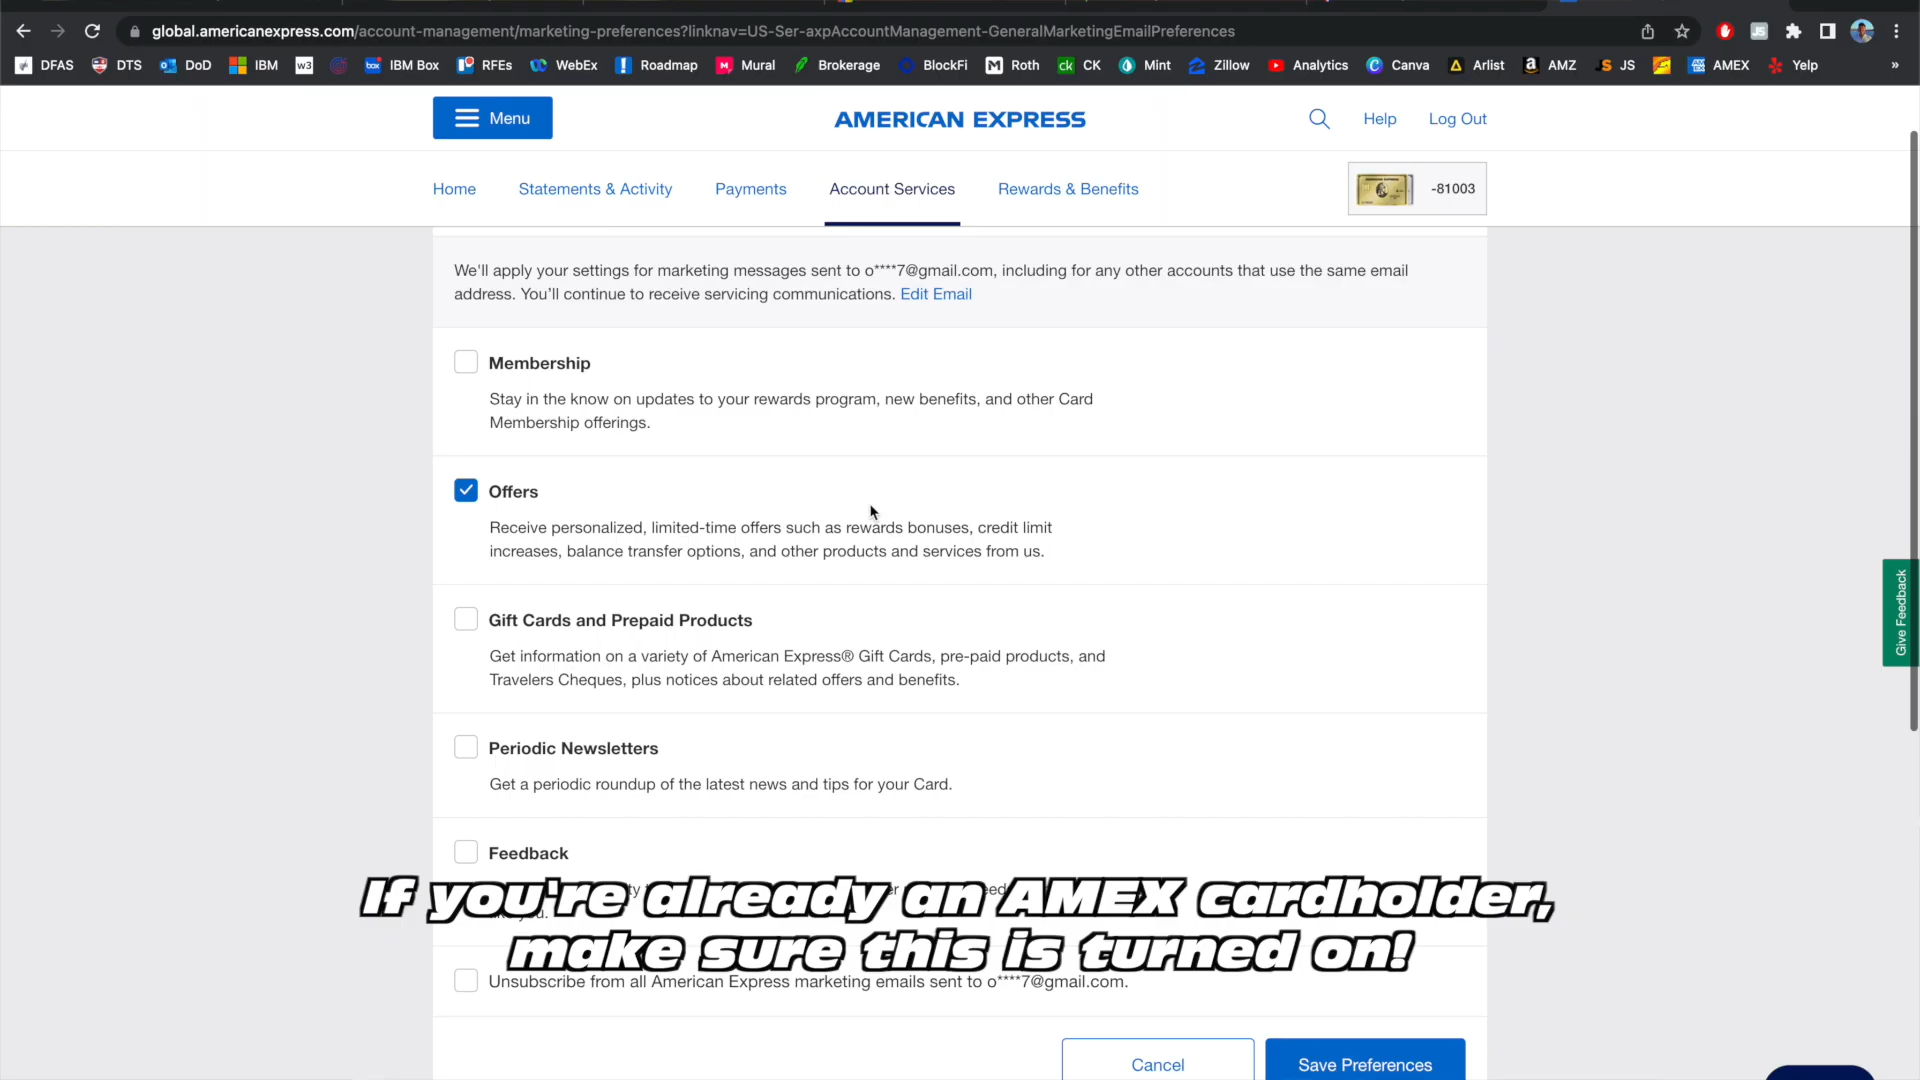 global.americanexpress.com/account-management/marketing-preferences?linknav=US-Ser-axpAccountManagement-GeneralMarketingEmailPreferences
DFAS DTS DoD IBM w3 IBM Box RFEs WebEx Roadmap Mural Brokerage BlockFi Roth CK Mint Zillow Analytics Canva Arlist AMZ JS AMEX Yelp »
Menu
AMERICAN EXPRESS
Help
Log Out
Home
Statements & Activity
Payments
Account Services
Rewards & Benefits
-81003
We'll apply your settings for marketing messages sent to o****7@gmail.com, including for any other accounts that use the same email
address. You'll continue to receive servicing communications. Edit Email
Membership
Stay in the know on updates to your rewards program, new benefits, and other Card
Membership offerings.
Offers
Receive personalized, limited-time offers such as rewards bonuses, credit limit
increases, balance transfer options, and other products and services from us.
Gift Cards and Prepaid Products
Get information on a variety of American Express® Gift Cards, pre-paid products, and
Travelers Cheques, plus notices about related offers and benefits.
Give Feedback
Periodic Newsletters
Get a periodic roundup of the latest news and tips for your Card.
Feedback
If you're already an AMEX cardholder,
make sure this is turned on!
Unsubscribe from all American Express marketing emails sent to o****7@gmail.com.
Cancel
Save Preferences